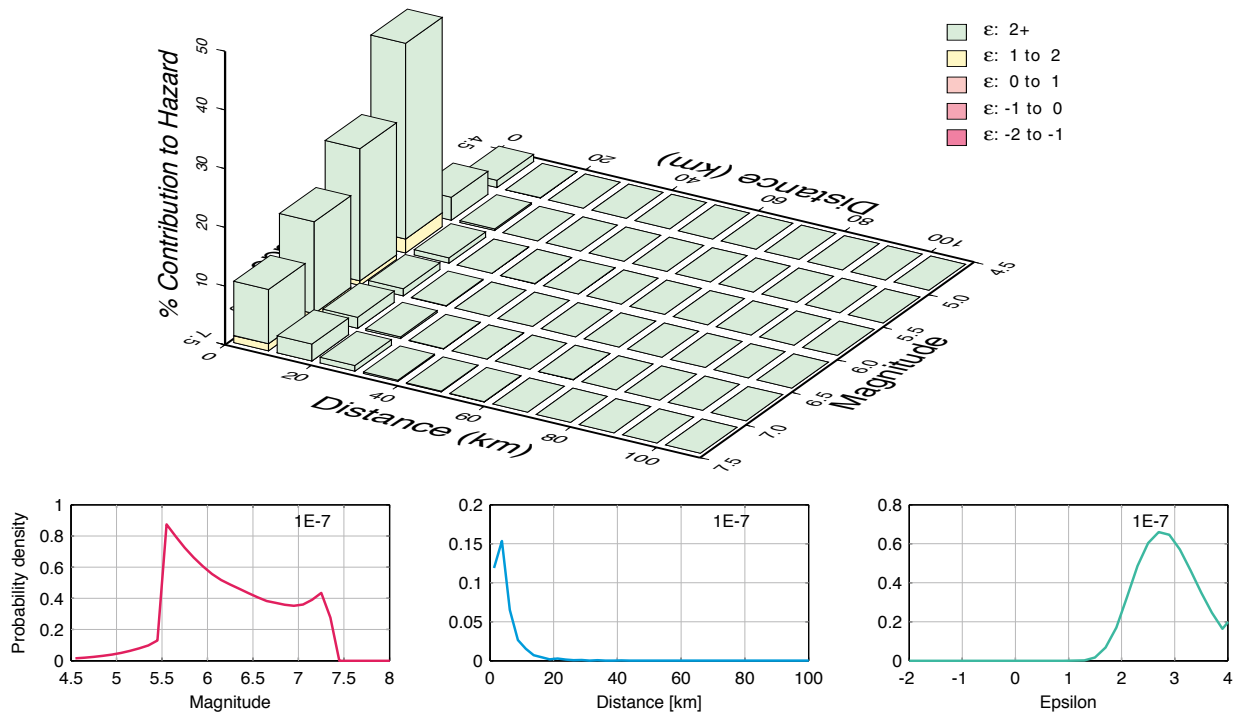 ε: 2+
ε: 1 to 2
ε: 0 to 1
ε: -1 to 0
ε: -2 to -1
% Contribution to Hazard
50
40
30
20
10
4.5
7.5
0
20
40
60
80
100
Distance (km)
0
20
40
60
80
100
Distance (km)
4.5
5.0
5.5
6.0
6.5
7.0
7.5
Magnitude
1E-7
Probability density
1
0.8
0.6
0.4
0.2
0
4.5 5 5.5 6 6.5 7 7.5 8
Magnitude
1E-7
0.2
0.15
0.1
0.05
0
0 20 40 60 80 100
Distance [km]
1E-7
0.8
0.6
0.4
0.2
0
-2 -1 0 1 2 3 4
Epsilon